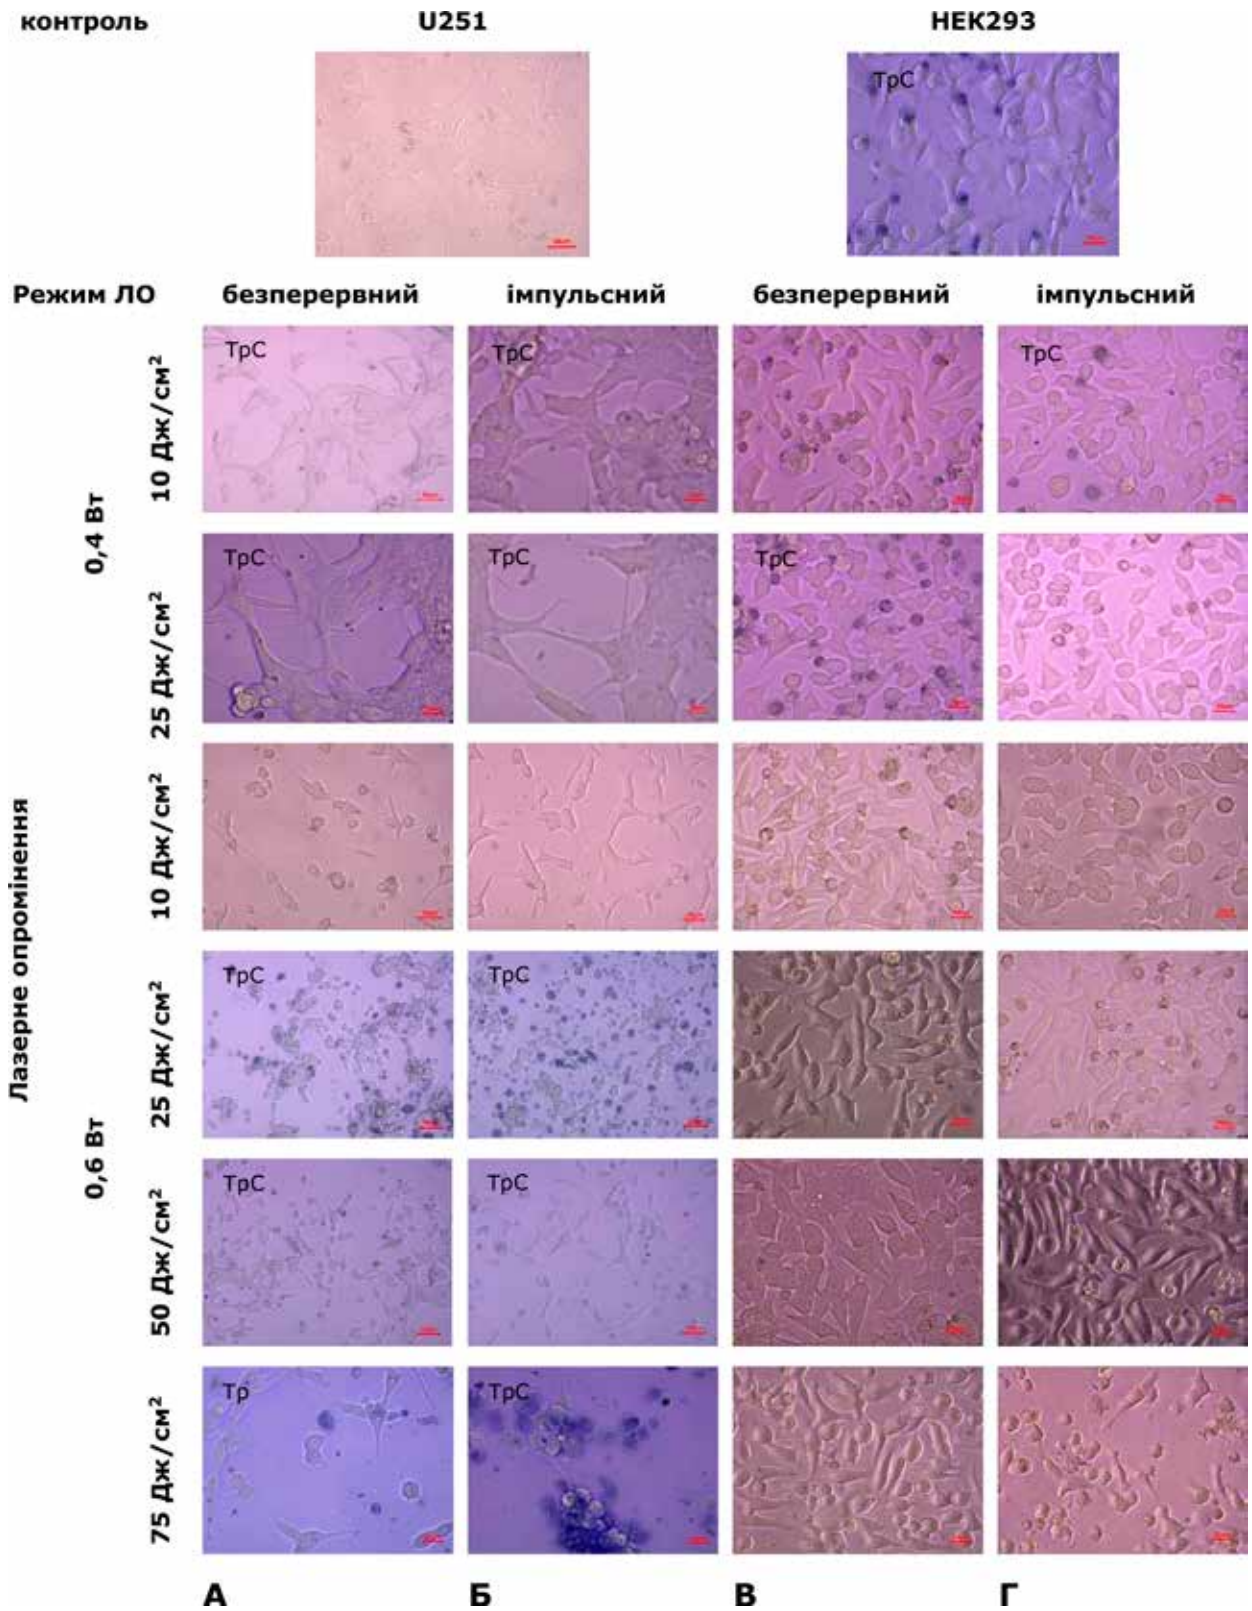 контроль U251 HEK293
ТрС
Режим ЛО безперервний імпульсний безперервний імпульсний
Лазерне опромінення
0,4 Вт
10 Дж/см²
ТрС ТрС ТрС
25 Дж/см²
ТрС ТрС ТрС
0,6 Вт
10 Дж/см²
25 Дж/см²
ТрС ТрС
50 Дж/см²
ТрС ТрС
75 Дж/см²
Тр ТрС
А Б В Г